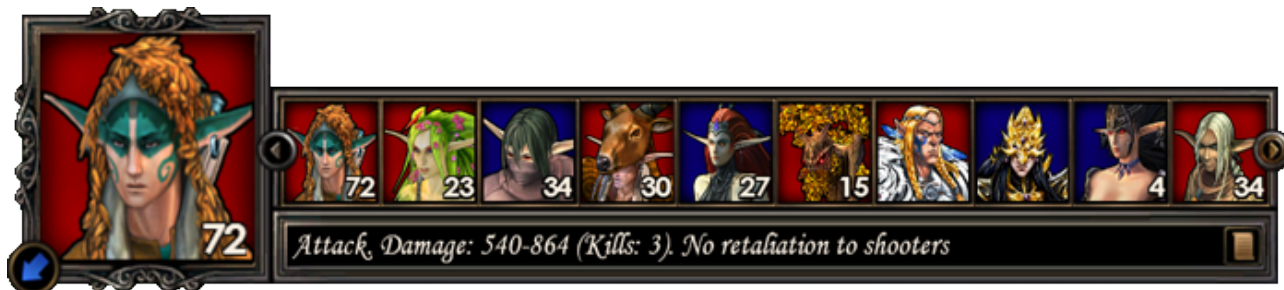 72
72 23 34 30 27 15 4 34
Attack. Damage: 540-864 (Kills: 3). No retaliation to shooters